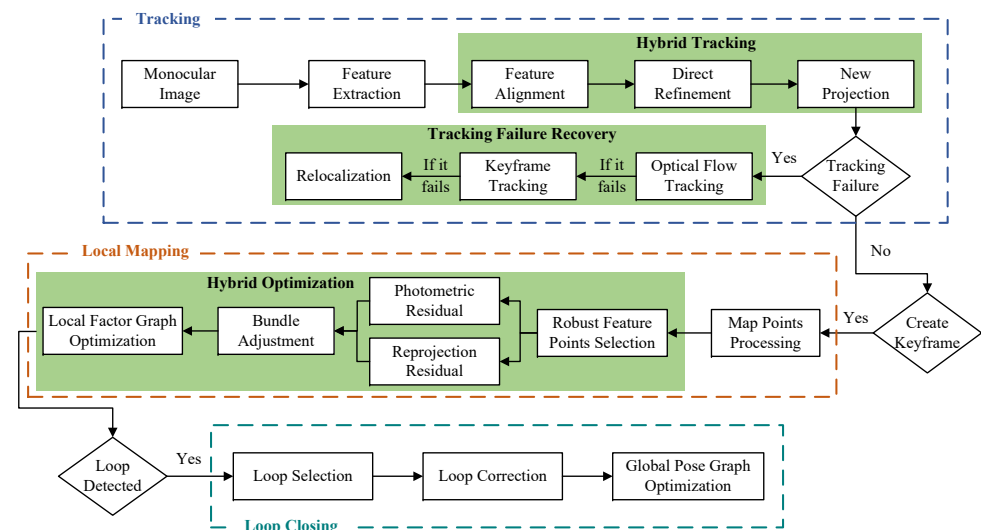 Tracking
Hybrid Tracking
Monocular
Image
Feature
Extraction
Feature
Alignment
Direct
Refinement
New
Projection
Tracking Failure Recovery
Relocalization
If it
fails
Keyframe
Tracking
If it
fails
Optical Flow
Tracking
Yes
Tracking
Failure
No
Local Mapping
Hybrid Optimization
Local Factor Graph
Optimization
Bundle
Adjustment
Photometric
Residual
Reprojection
Residual
Robust Feature
Points Selection
Map Points
Processing
Yes
Create
Keyframe
Loop
Detected
Yes
Loop Selection
Loop Correction
Global Pose Graph
Optimization
Loop Closing